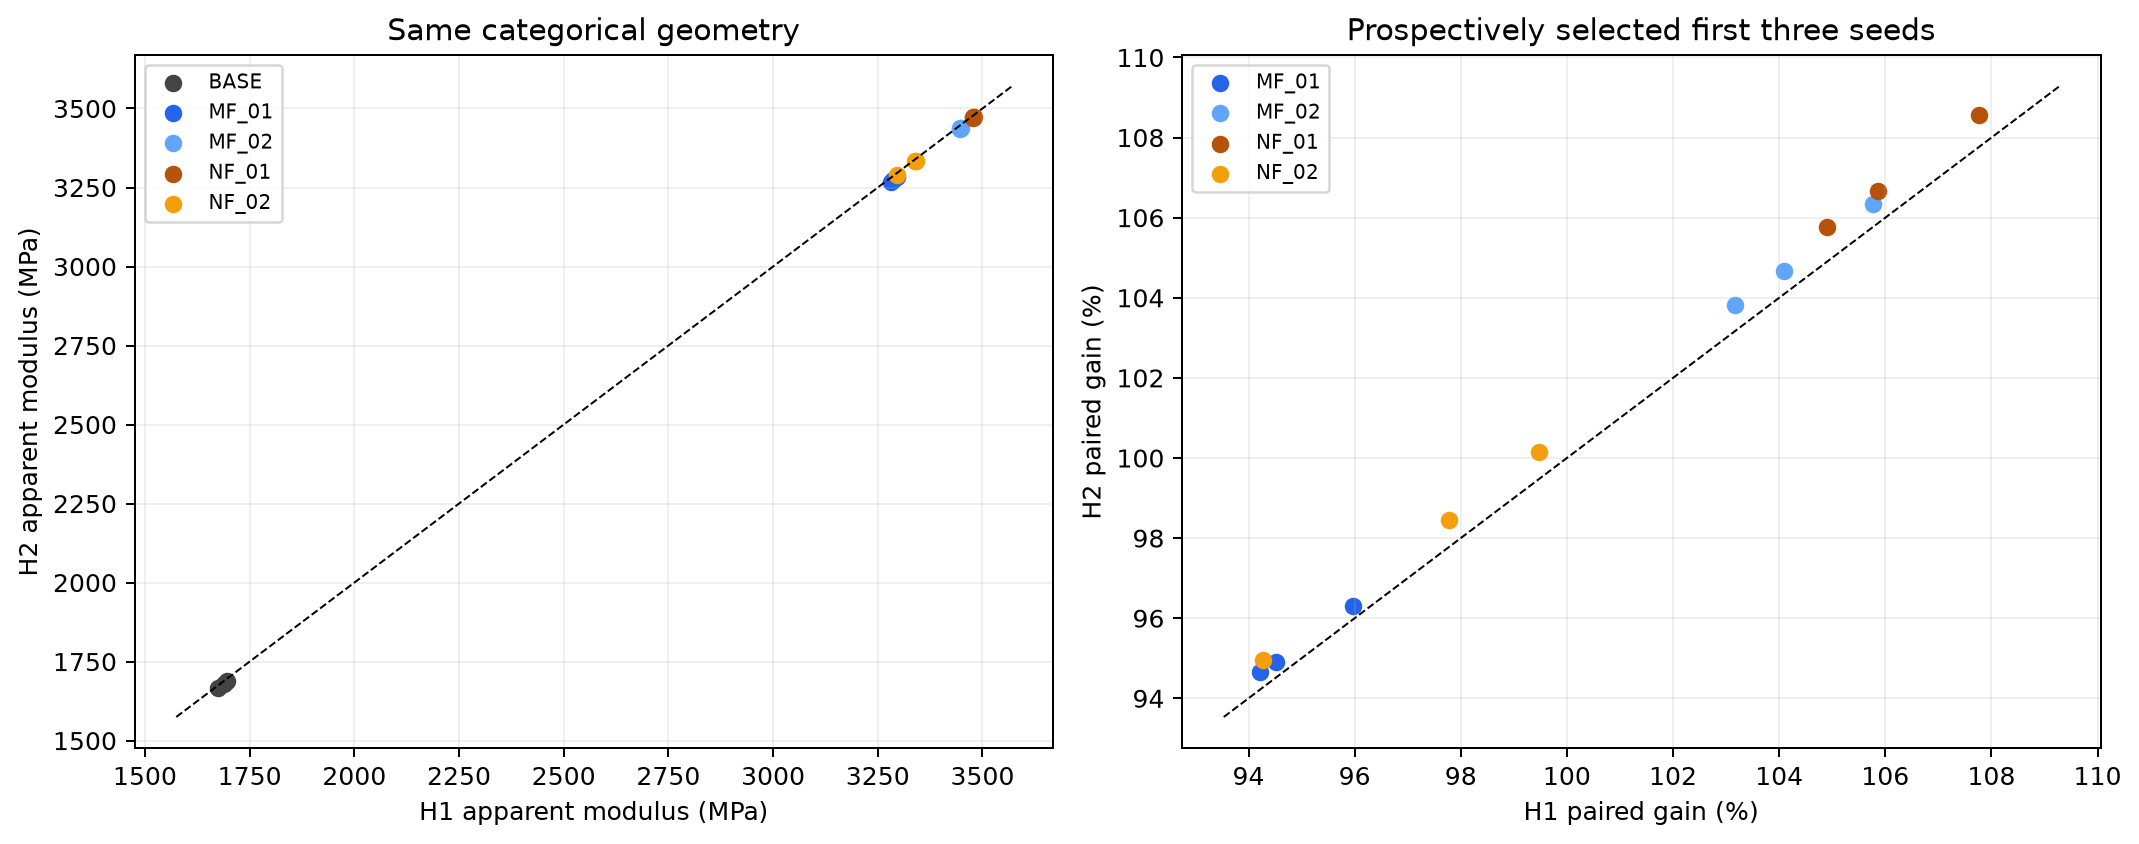 Same categorical geometry
BASE
MF_01
MF_02
NF_01
NF_02
3500
3250
3000
2750
2500
2250
2000
1750
1500
H2 apparent modulus (MPa)
1500 1750 2000 2250 2500 2750 3000 3250 3500
H1 apparent modulus (MPa)
Prospectively selected first three seeds
MF_01
MF_02
NF_01
NF_02
110
108
106
104
102
100
98
96
94
H2 paired gain (%)
94 96 98 100 102 104 106 108 110
H1 paired gain (%)